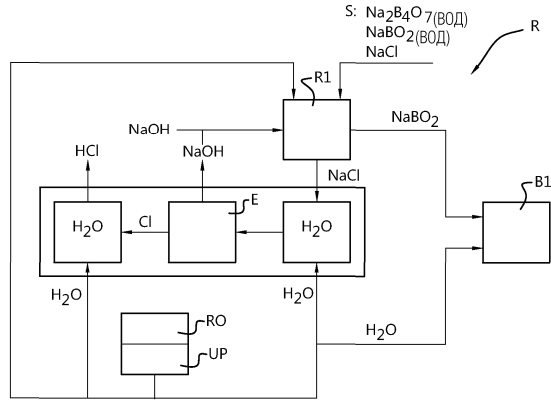 S: Na₂B₄O₇(ВОД)
NaBO₂(ВОД)
NaCl
R
R1
NaOH
NaOH
NaBO₂
HCl
NaCl
B1
E
H₂O
Cl
H₂O
H₂O
H₂O
H₂O
RO
UP